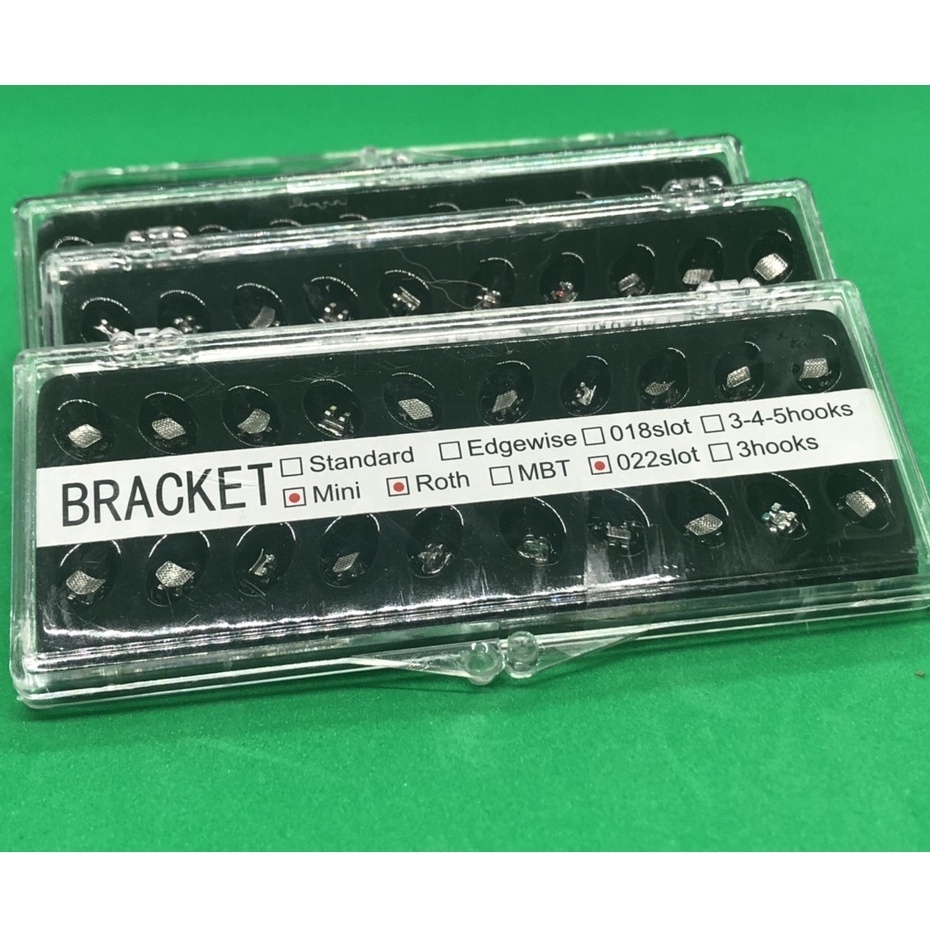 BRACKET
☐ Standard ☐ Edgewise ☐ 018slot ☐ 3-4-5hooks
☒ Mini ☒ Roth ☐ MBT ☒ 022slot ☐ 3hooks